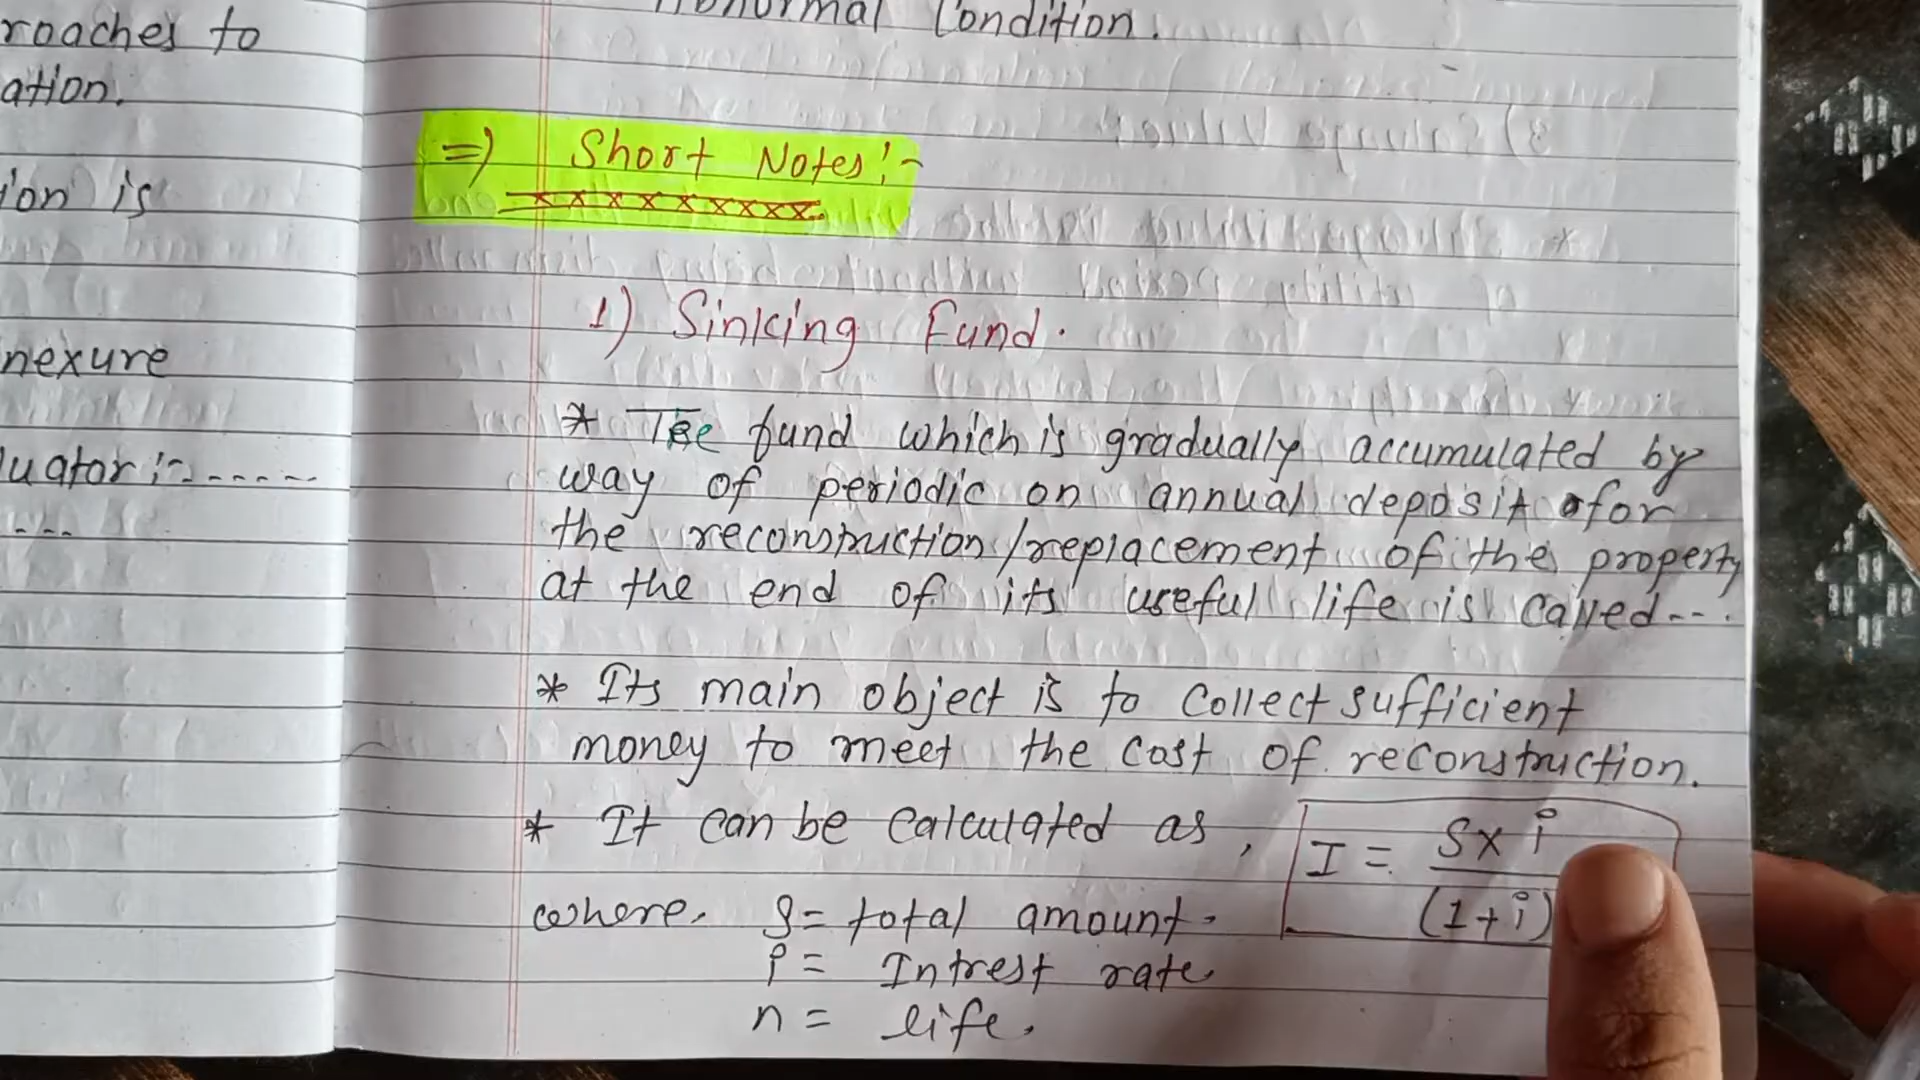 roaches to
ation.
ion is
nexure
uator :- -----
----
Abnormal Condition.
=) Short Notes :-
xxxxxxxxx
1) Sinking Fund.
* The fund which is gradually accumulated by
way of periodic on annual deposit for
the reconstruction/replacement of the property
at the end of its useful life is called---.
* Its main object is to collect sufficient
money to meet the cost of reconstruction.
* It can be calculated as, I = S x i
(1+i)
where, S = total amount.
i = Intrest rate
n = life.